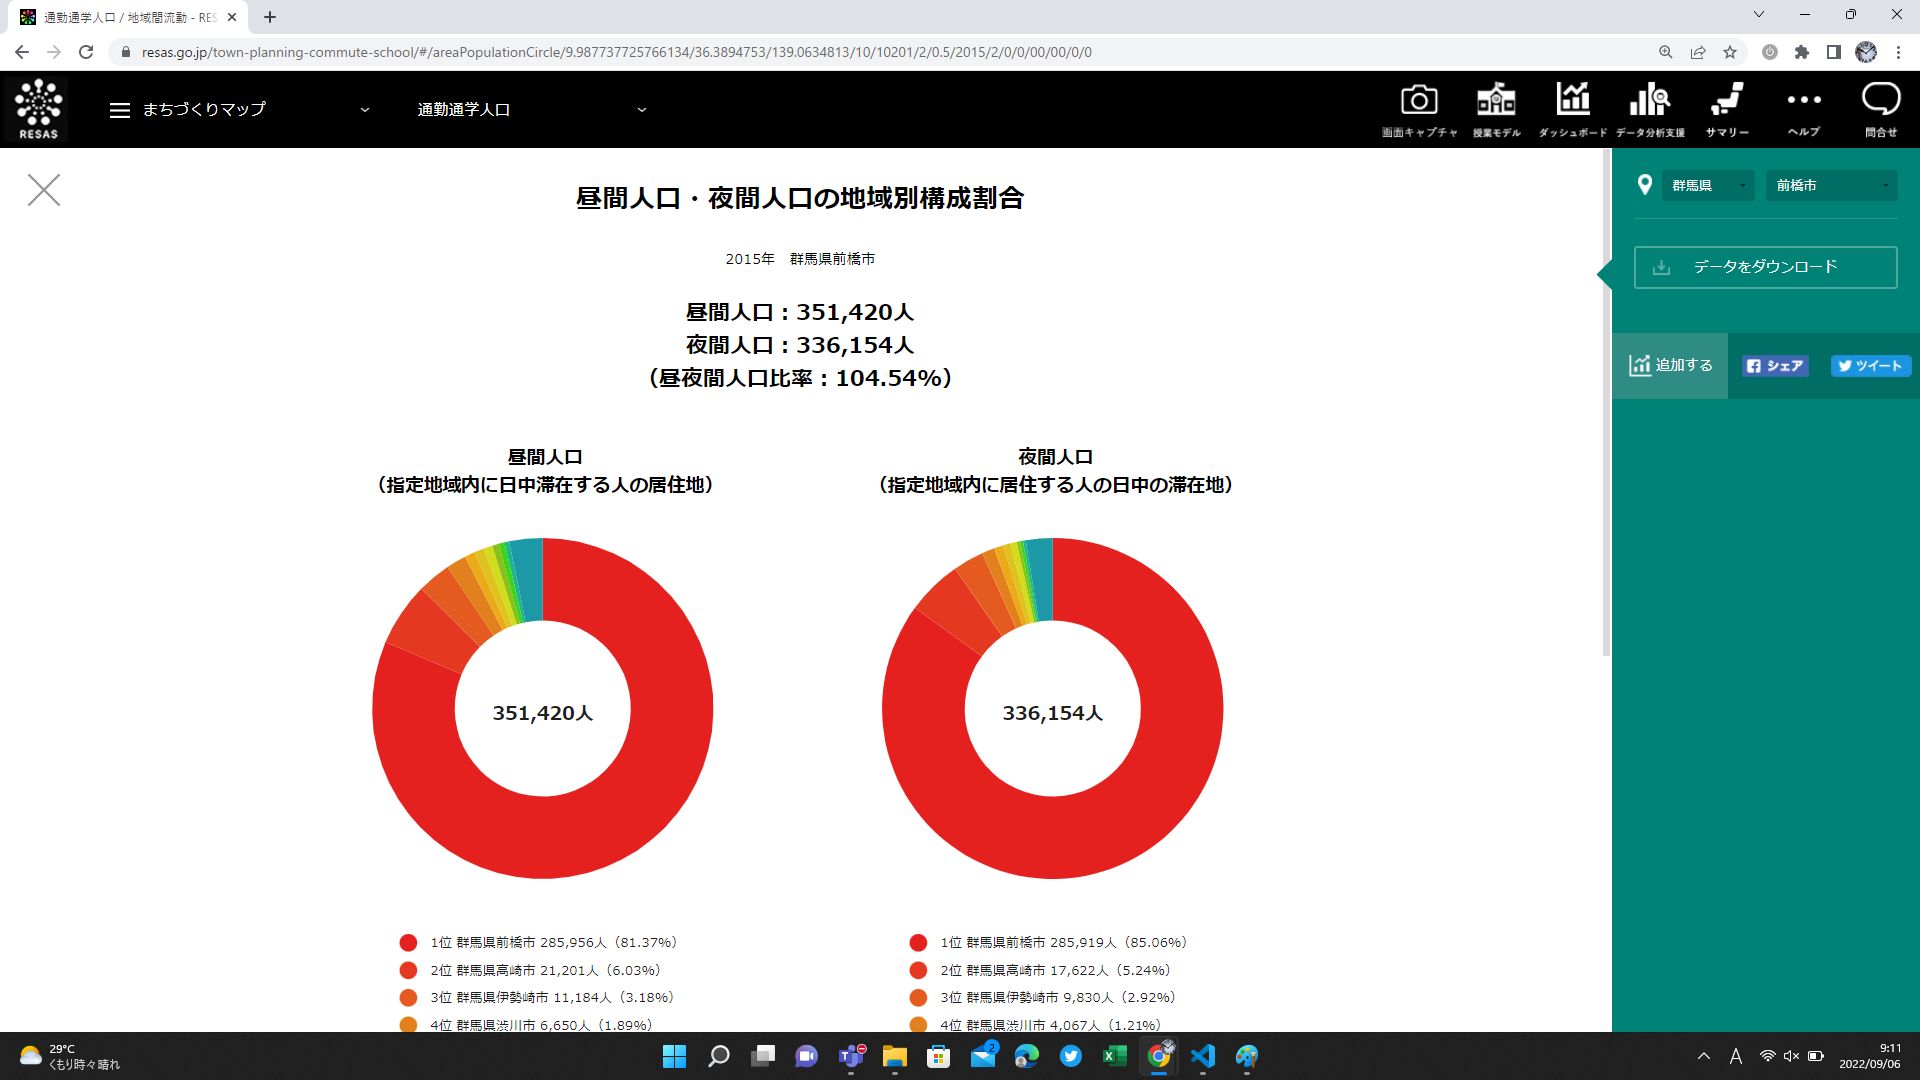 通勤通学人口 / 地域間流動 - RES
resas.go.jp/town-planning-commute-school/#/areaPopulationCircle/9.987737725766134/36.3894753/139.0634813/10/10201/2/0.5/2015/2/0/0/00/00/0/0
RESAS
まちづくりマップ
通勤通学人口
画面キャプチャ
授業モデル
ダッシュボード
データ分析支援
サマリー
ヘルプ
問合せ
昼間人口・夜間人口の地域別構成割合
2015年　群馬県前橋市
昼間人口：351,420人
夜間人口：336,154人
（昼夜間人口比率：104.54%）
昼間人口
（指定地域内に日中滞在する人の居住地）
351,420人
1位 群馬県前橋市 285,956人（81.37%）
2位 群馬県高崎市 21,201人（6.03%）
3位 群馬県伊勢崎市 11,184人（3.18%）
4位 群馬県渋川市 6,650人（1.89%）
夜間人口
（指定地域内に居住する人の日中の滞在地）
336,154人
1位 群馬県前橋市 285,919人（85.06%）
2位 群馬県高崎市 17,622人（5.24%）
3位 群馬県伊勢崎市 9,830人（2.92%）
4位 群馬県渋川市 4,067人（1.21%）
群馬県
前橋市
データをダウンロード
追加する
シェア
ツイート
29°C
くもり時々晴れ
2
A
9:11
2022/09/06